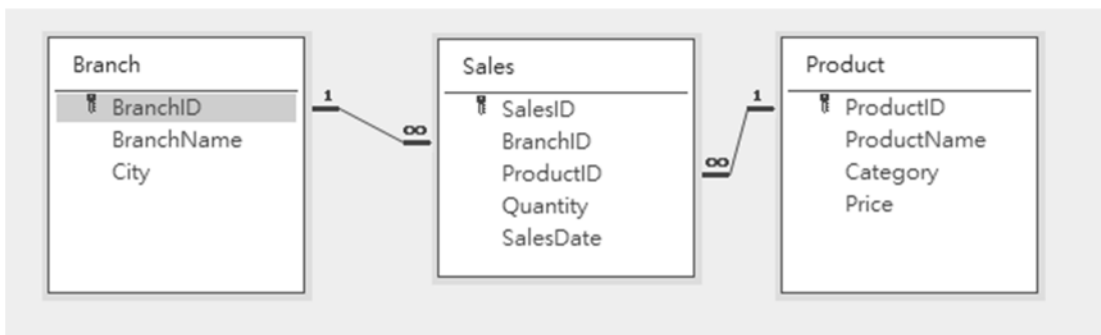 Branch
BranchID
BranchName
City
1
∞
Sales
SalesID
BranchID
ProductID
Quantity
SalesDate
1
∞
Product
ProductID
ProductName
Category
Price